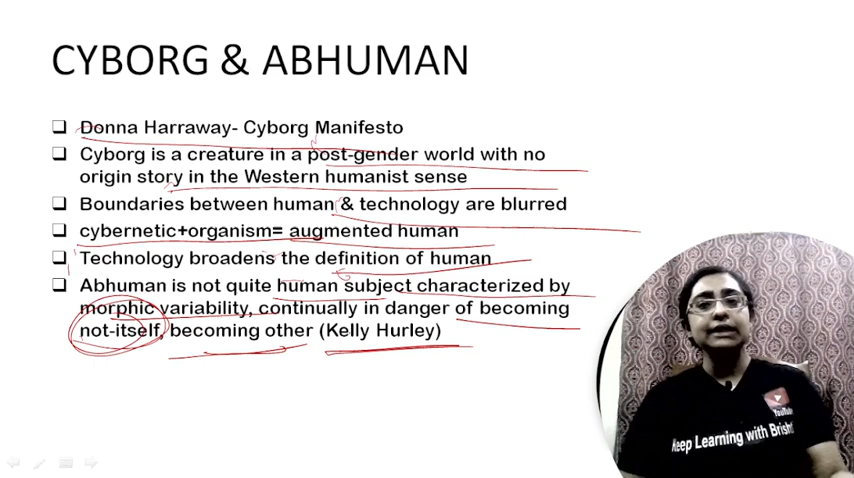 CYBORG & ABHUMAN
❑ Donna Harraway- Cyborg Manifesto
❑ Cyborg is a creature in a post-gender world with no
origin story in the Western humanist sense
❑ Boundaries between human & technology are blurred
❑ cybernetic+organism= augmented human
❑ Technology broadens the definition of human
❑ Abhuman is not quite human subject characterized by
morphic variability, continually in danger of becoming
not-itself, becoming other (Kelly Hurley)
YouTube
Keep Learning with